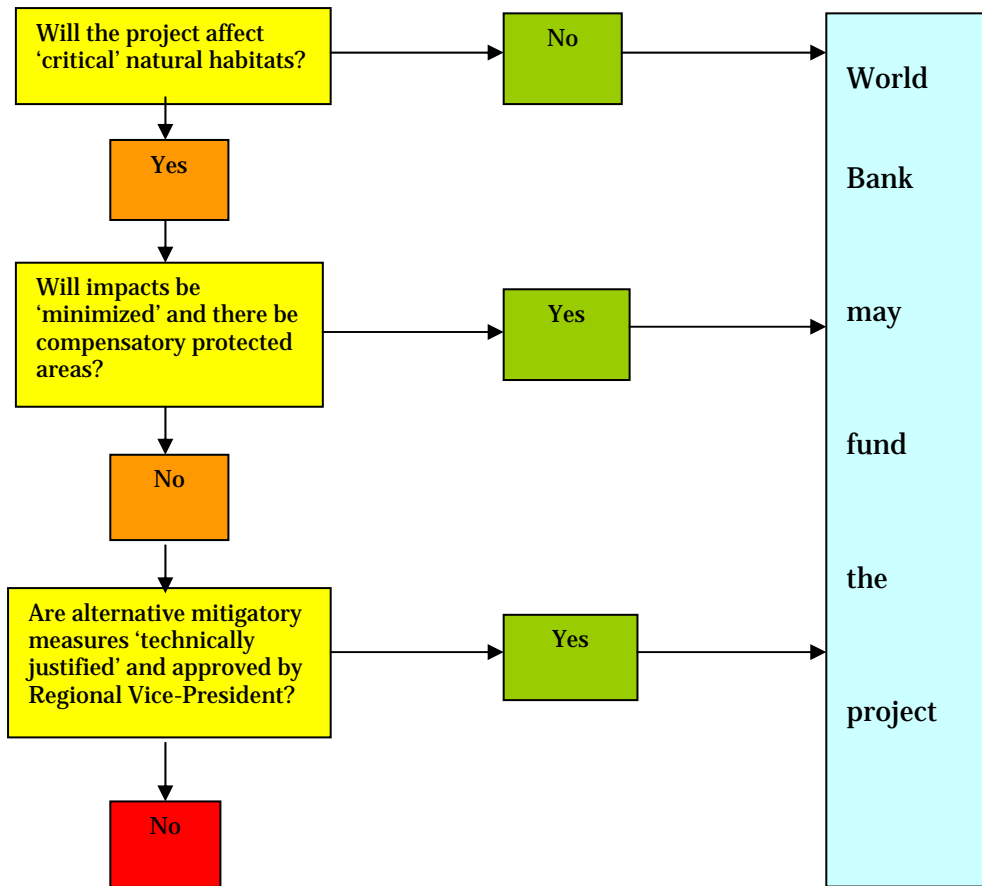 Will the project affect
‘critical’ natural habitats?
No
Yes
Will impacts be
‘minimized’ and there be
compensatory protected
areas?
Yes
No
Are alternative mitigatory
measures ‘technically
justified’ and approved by
Regional Vice-President?
Yes
No
World
Bank
may
fund
the
project